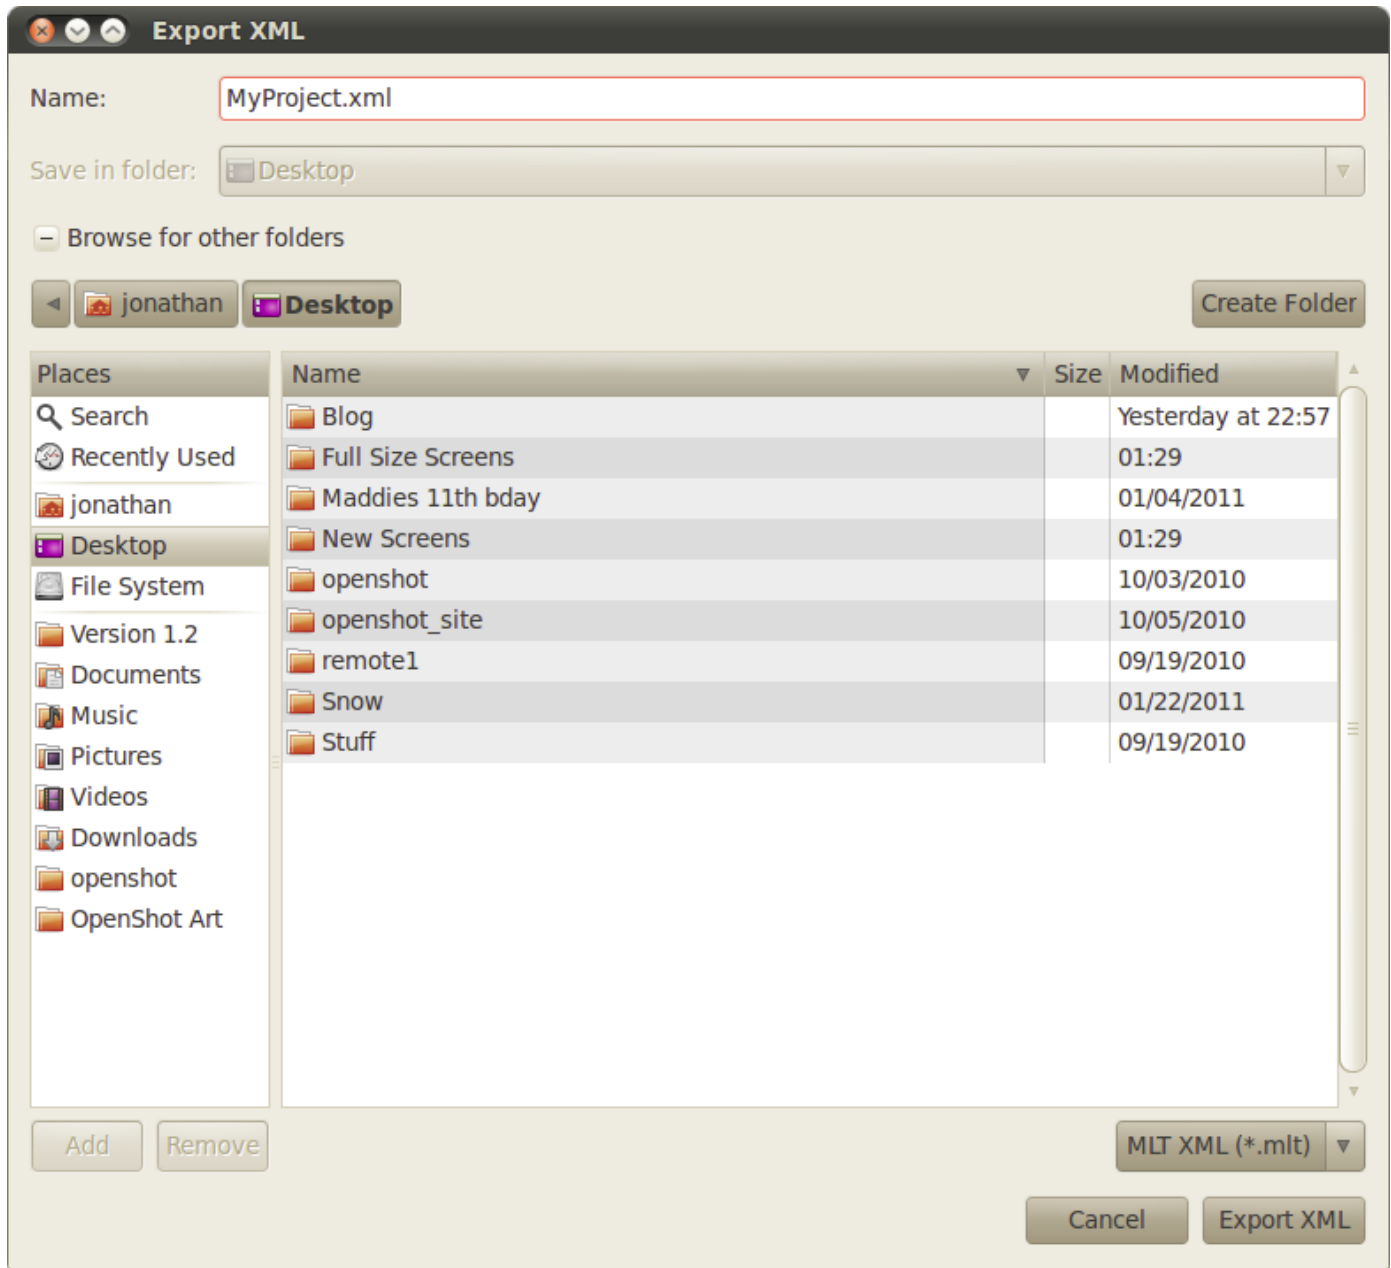 Export XML
Name: MyProject.xml
Save in folder: Desktop
Browse for other folders
jonathan Desktop Create Folder
Places
Search
Recently Used
jonathan
Desktop
File System
Version 1.2
Documents
Music
Pictures
Videos
Downloads
openshot
OpenShot Art
Name Size Modified
Blog Yesterday at 22:57
Full Size Screens 01:29
Maddies 11th bday 01/04/2011
New Screens 01:29
openshot 10/03/2010
openshot_site 10/05/2010
remote1 09/19/2010
Snow 01/22/2011
Stuff 09/19/2010
Add Remove MLT XML (*.mlt)
Cancel Export XML